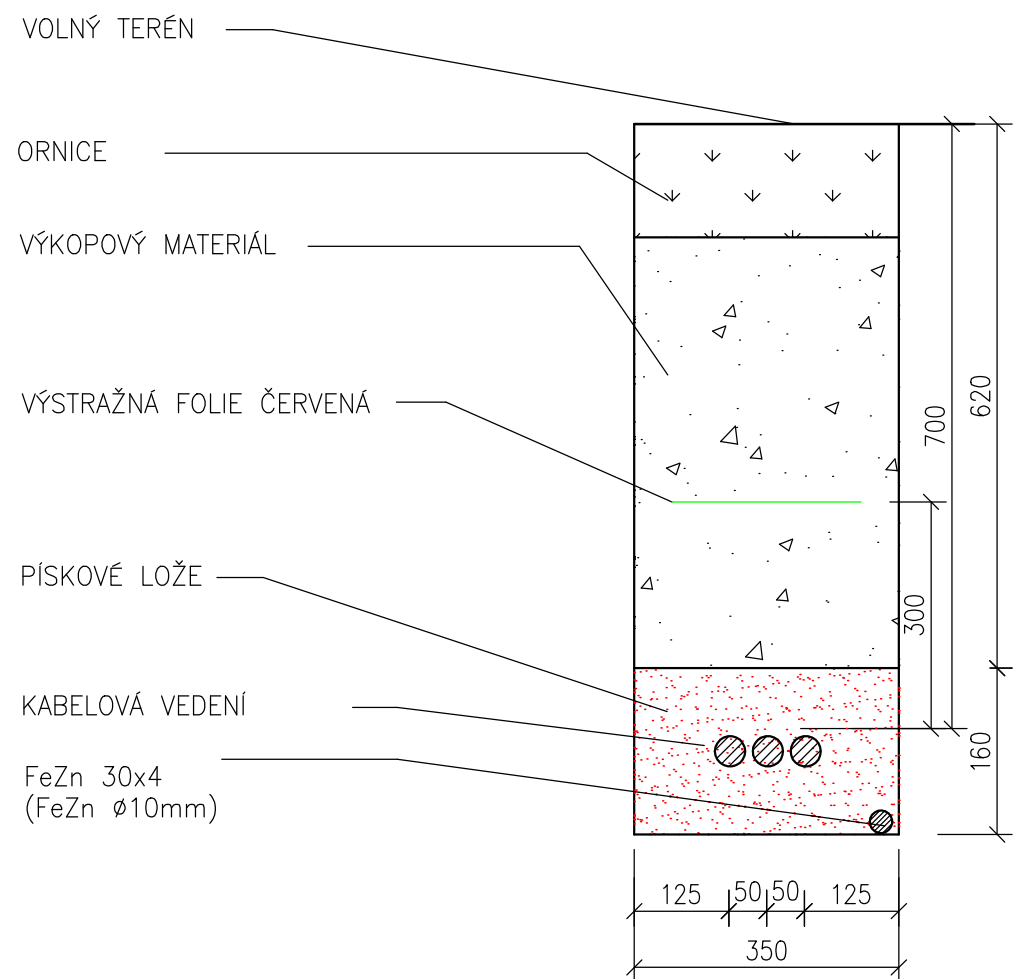 VOLNÝ TERÉN
ORNICE
VÝKOPOVÝ MATERIÁL
VÝSTRAŽNÁ FOLIE ČERVENÁ
PÍSKOVÉ LOŽE
KABELOVÁ VEDENÍ
FeZn 30x4
(FeZn Ø10mm)
700
620
300
160
125 50 50 125
350